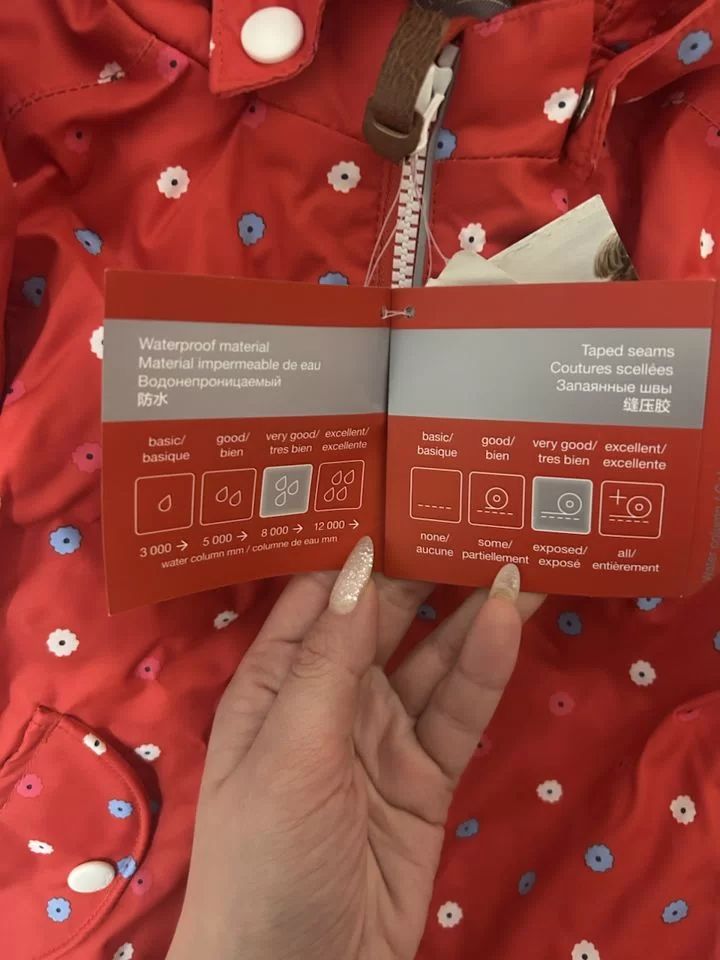 Waterproof material
Material impermeable de eau
Водонепроницаемый
防水
basic/
basique
good/
bien
very good/
tres bien
excellent/
excellente
3 000 → 5 000 → 8 000 → 12 000 →
water column mm / columne de eau mm
Taped seams
Coutures scellées
Запаянные швы
缝压胶
basic/
basique
good/
bien
very good/
tres bien
excellent/
excellente
none/
aucune
some/
partiellement
exposed/
exposé
all/
entièrement